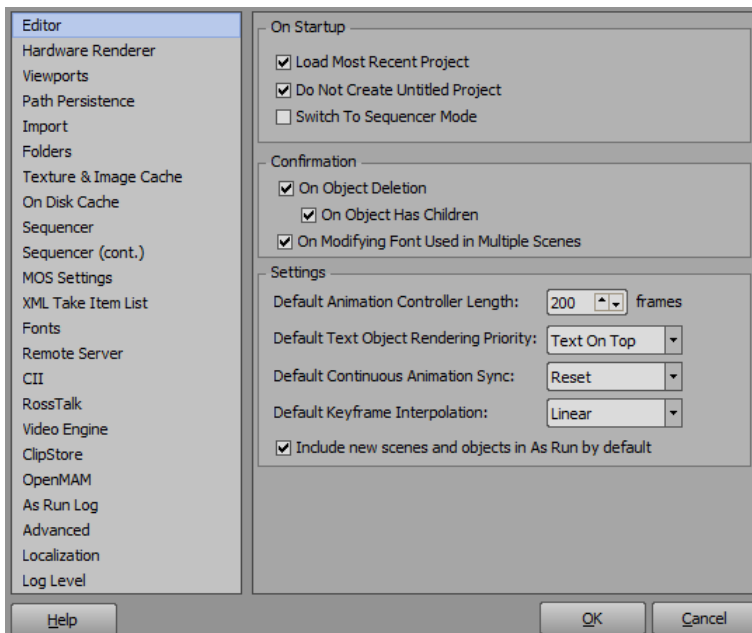 Editor
Hardware Renderer
Viewports
Path Persistence
Import
Folders
Texture & Image Cache
On Disk Cache
Sequencer
Sequencer (cont.)
MOS Settings
XML Take Item List
Fonts
Remote Server
CII
RossTalk
Video Engine
ClipStore
OpenMAM
As Run Log
Advanced
Localization
Log Level
On Startup
Load Most Recent Project
Do Not Create Untitled Project
Switch To Sequencer Mode
Confirmation
On Object Deletion
On Object Has Children
On Modifying Font Used in Multiple Scenes
Settings
Default Animation Controller Length: 200 frames
Default Text Object Rendering Priority: Text On Top
Default Continuous Animation Sync: Reset
Default Keyframe Interpolation: Linear
Include new scenes and objects in As Run by default
Help OK Cancel